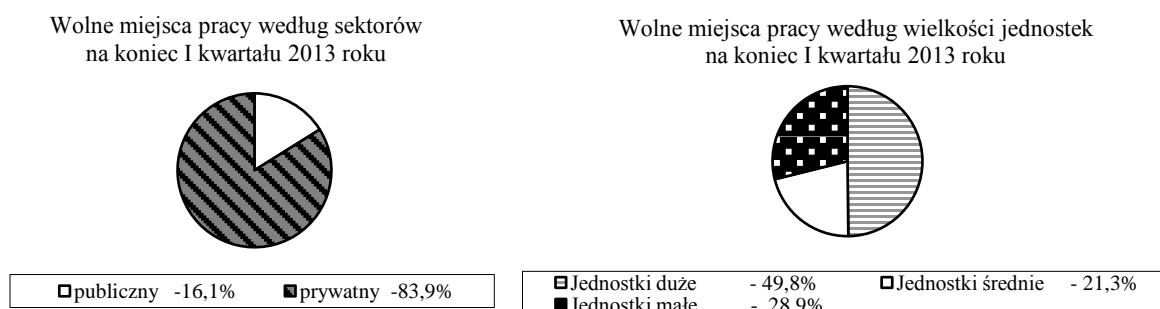 Wolne miejsca pracy według sektorów
na koniec I kwartału 2013 roku
publiczny -16,1% prywatny -83,9%
Wolne miejsca pracy według wielkości jednostek
na koniec I kwartału 2013 roku
Jednostki duże - 49,8% Jednostki średnie - 21,3%
Jednostki małe - 28,9%